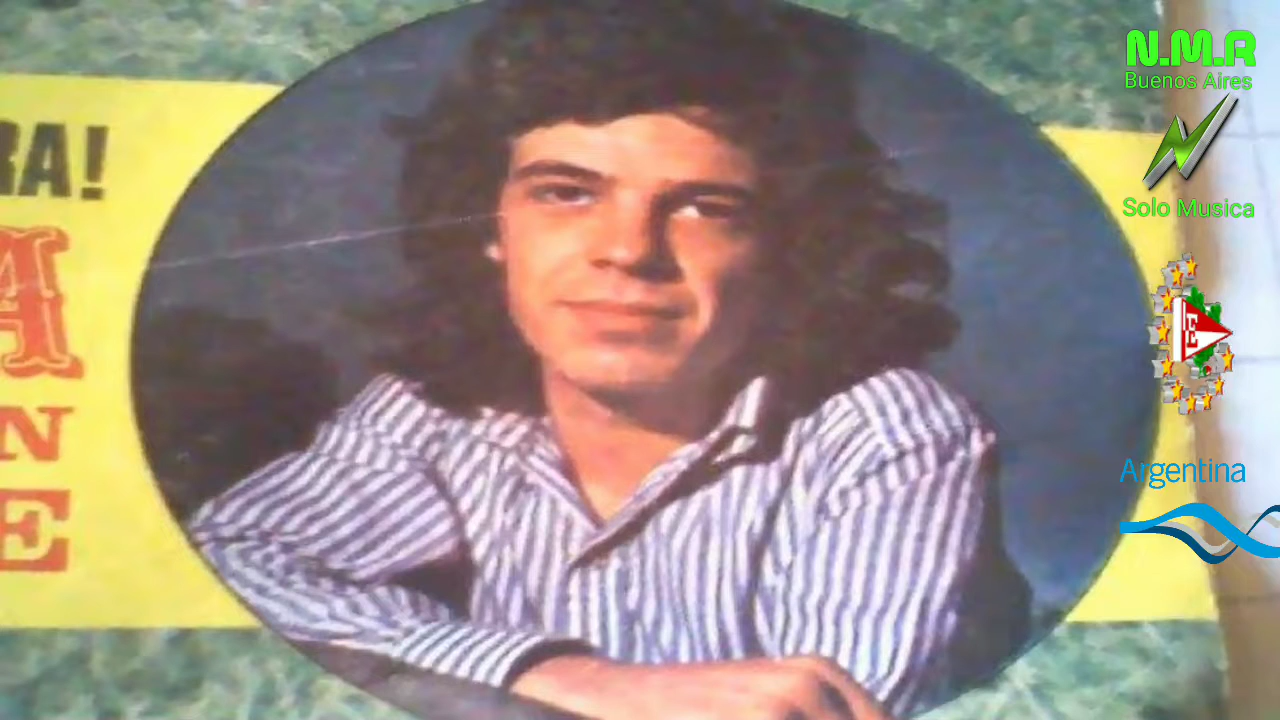 RA!
A
N
E
N.M.R
Buenos Aires
Solo Musica
E
Argentina